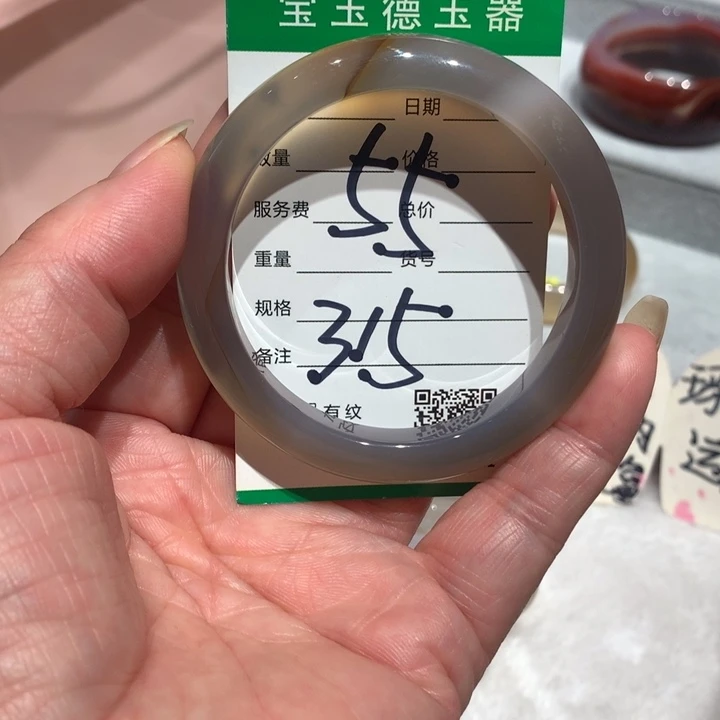 宝玉德玉器
日期
数量 价格
55
服务费 总价
重量 货号
规格
315
备注
有纹
运